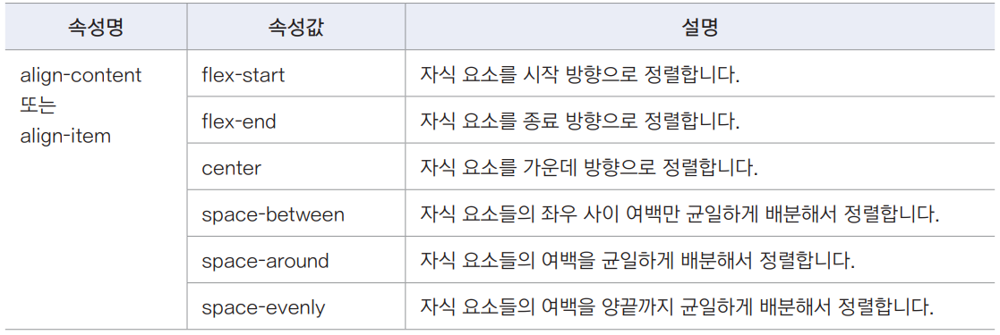 속성명 속성값 설명
align-content
또는
align-item
flex-start 자식 요소를 시작 방향으로 정렬합니다.
flex-end 자식 요소를 종료 방향으로 정렬합니다.
center 자식 요소를 가운데 방향으로 정렬합니다.
space-between 자식 요소들의 좌우 사이 여백만 균일하게 배분해서 정렬합니다.
space-around 자식 요소들의 여백을 균일하게 배분해서 정렬합니다.
space-evenly 자식 요소들의 여백을 양끝까지 균일하게 배분해서 정렬합니다.